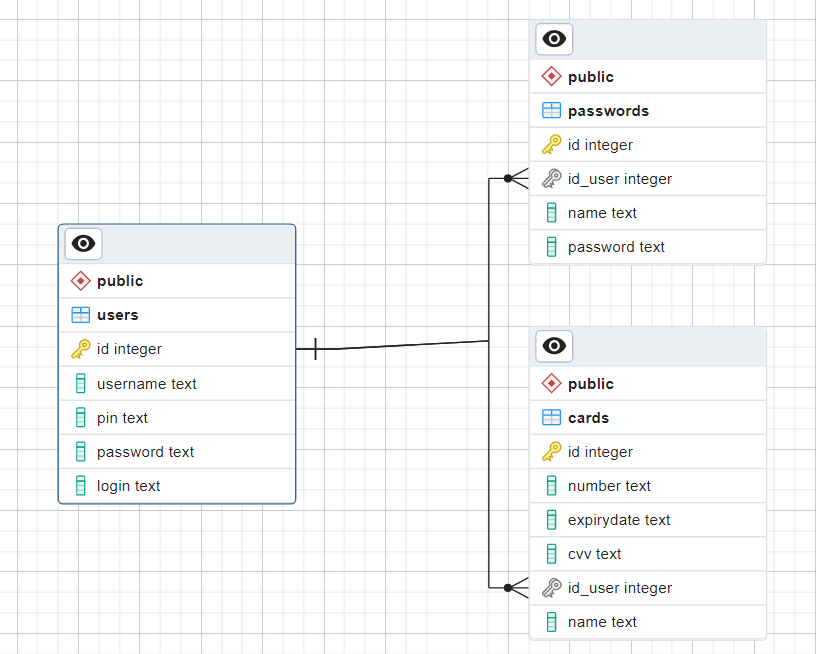 public
users
id integer
username text
pin text
password text
login text
public
passwords
id integer
id_user integer
name text
password text
public
cards
id integer
number text
expirydate text
cvv text
id_user integer
name text